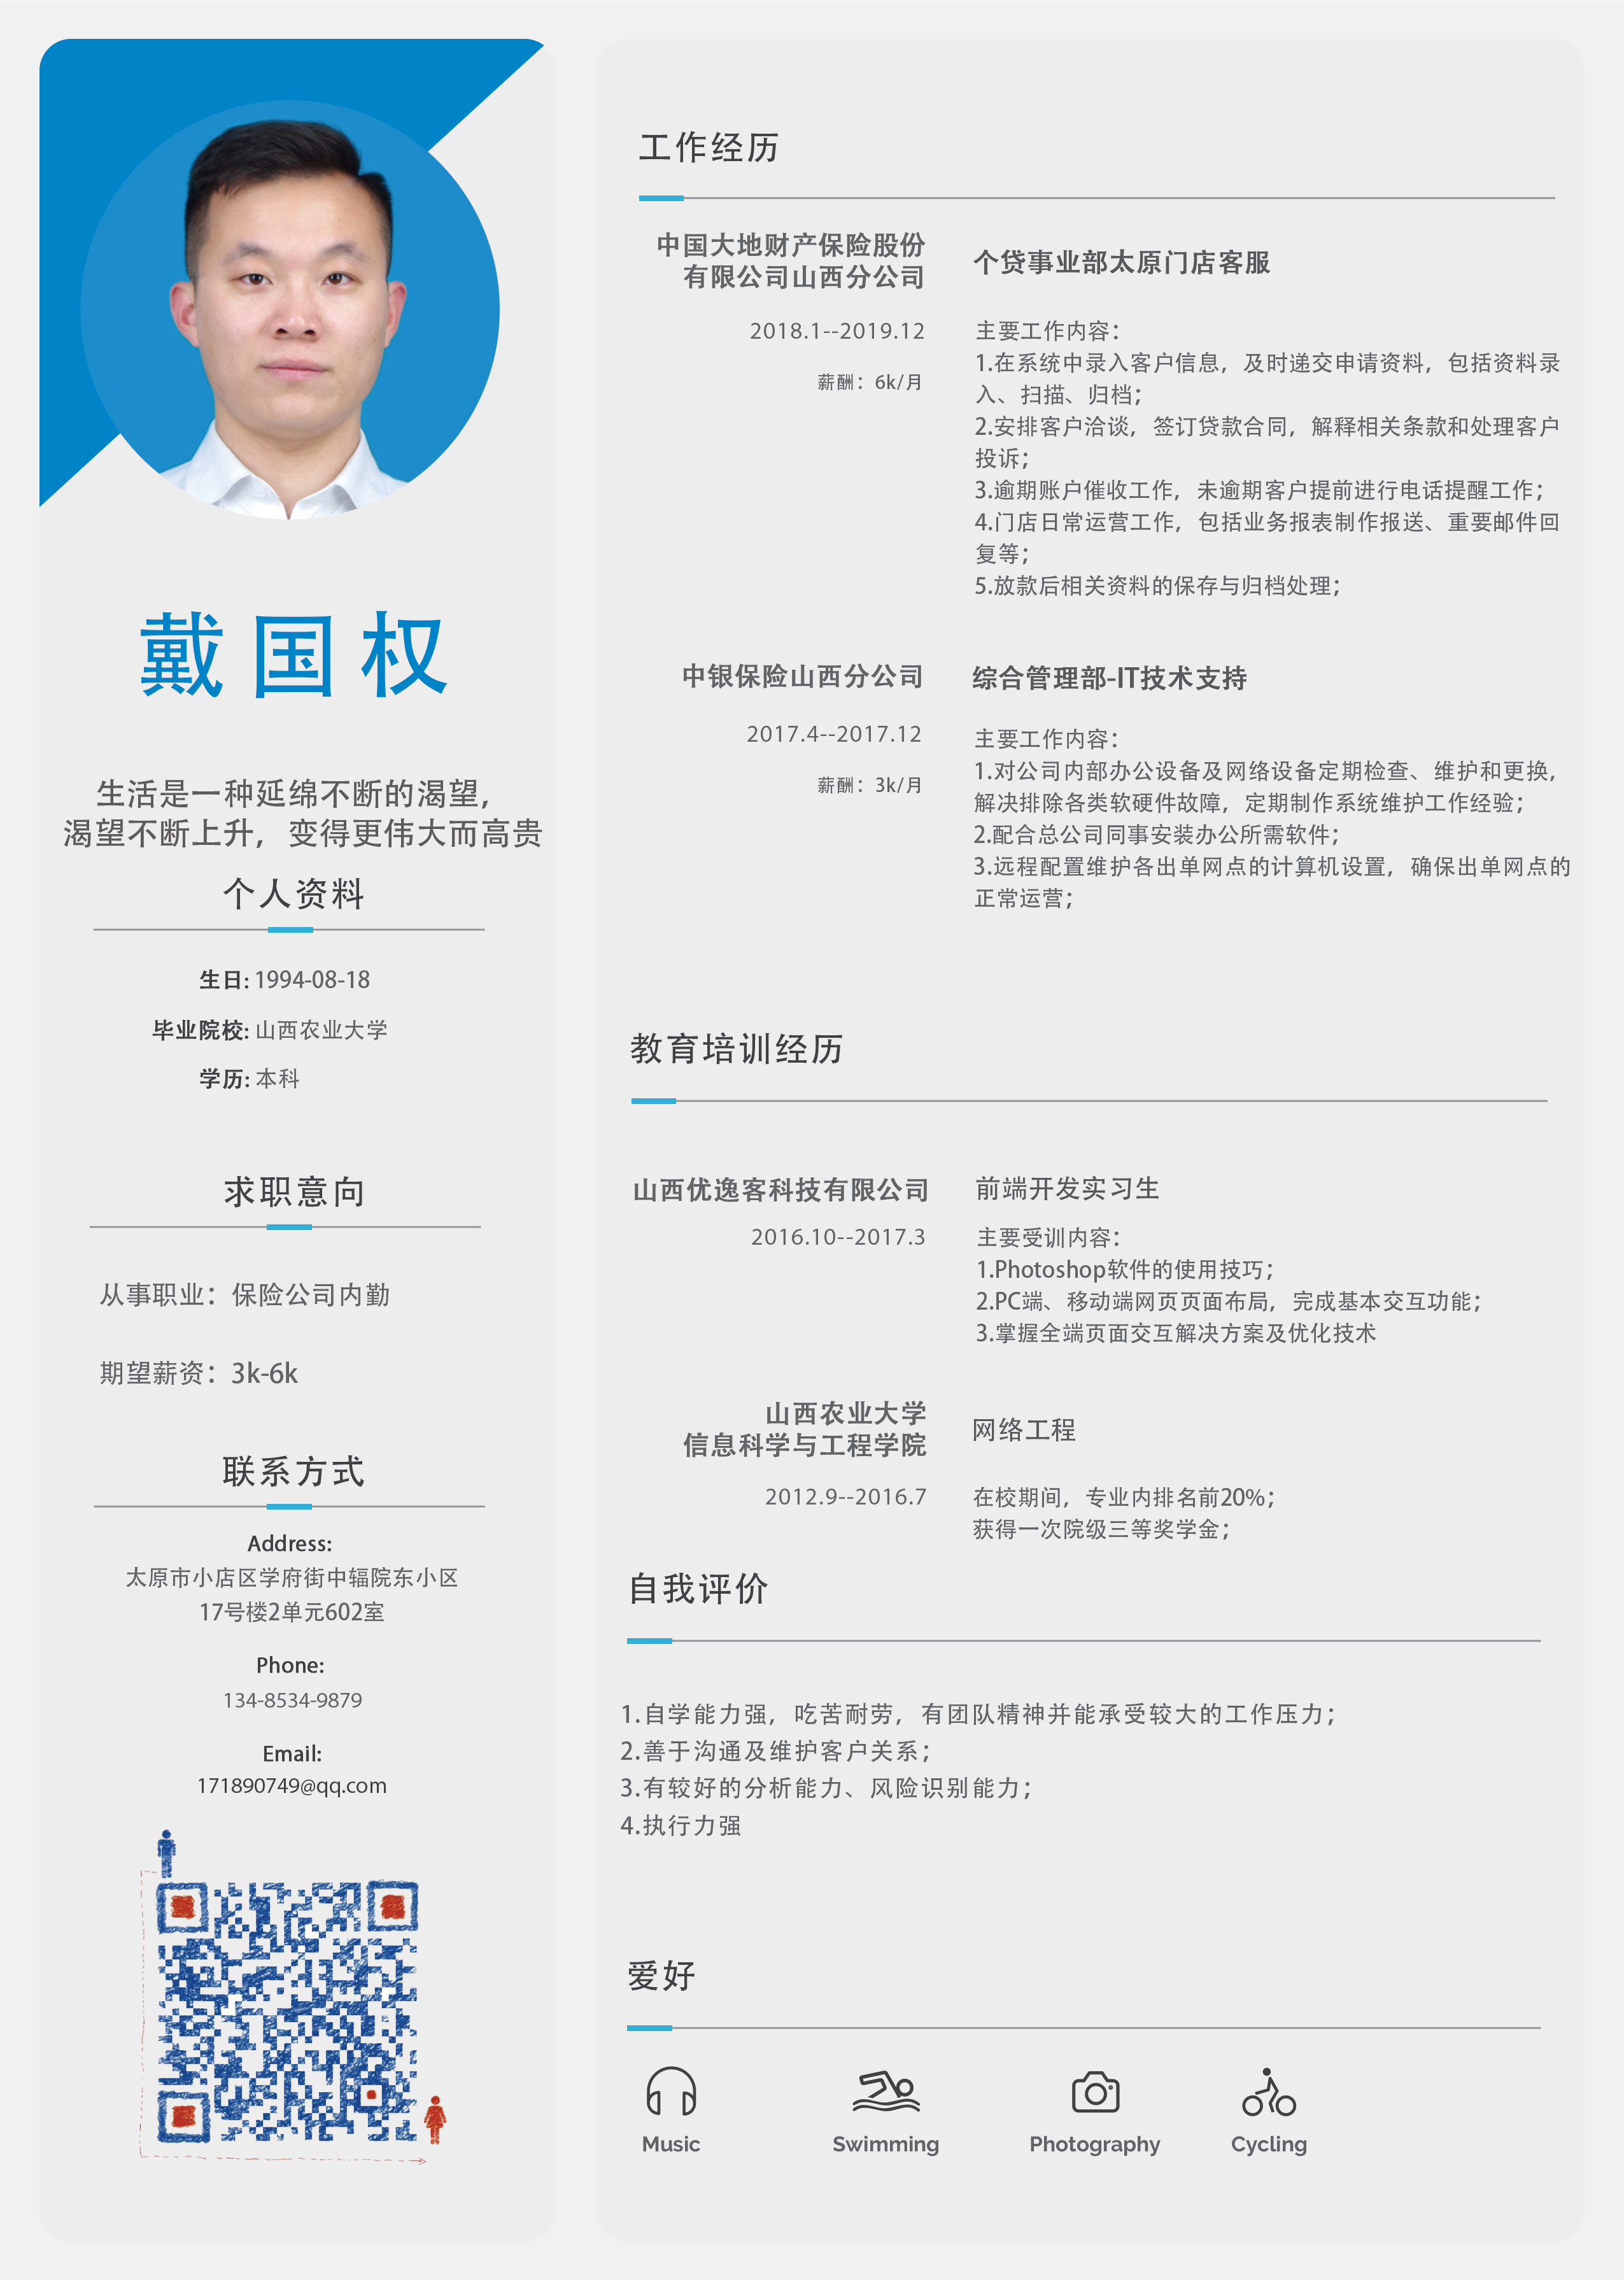 戴国权
生活是一种延绵不断的渴望，
渴望不断上升，变得更伟大而高贵
个人资料
生日: 1994-08-18
毕业院校: 山西农业大学
学历: 本科
求职意向
从事职业：保险公司内勤
期望薪资：3k-6k
联系方式
Address:
太原市小店区学府街中辐院东小区
17号楼2单元602室
Phone:
134-8534-9879
Email:
171890749@qq.com
工作经历
中国大地财产保险股份
有限公司山西分公司
2018.1--2019.12
薪酬：6k/月
个贷事业部太原门店客服
主要工作内容：
1.在系统中录入客户信息，及时递交申请资料，包括资料录
入、扫描、归档；
2.安排客户洽谈，签订贷款合同，解释相关条款和处理客户
投诉；
3.逾期账户催收工作，未逾期客户提前进行电话提醒工作；
4.门店日常运营工作，包括业务报表制作报送、重要邮件回
复等；
5.放款后相关资料的保存与归档处理；
中银保险山西分公司
2017.4--2017.12
薪酬：3k/月
综合管理部-IT技术支持
主要工作内容：
1.对公司内部办公设备及网络设备定期检查、维护和更换，
解决排除各类软硬件故障，定期制作系统维护工作经验；
2.配合总公司同事安装办公所需软件；
3.远程配置维护各出单网点的计算机设置，确保出单网点的
正常运营；
教育培训经历
山西优逸客科技有限公司
2016.10--2017.3
前端开发实习生
主要受训内容：
1.Photoshop软件的使用技巧；
2.PC端、移动端网页页面布局，完成基本交互功能；
3.掌握全端页面交互解决方案及优化技术
山西农业大学
信息科学与工程学院
2012.9--2016.7
网络工程
在校期间，专业内排名前20%；
获得一次院级三等奖学金；
自我评价
1.自学能力强，吃苦耐劳，有团队精神并能承受较大的工作压力；
2.善于沟通及维护客户关系；
3.有较好的分析能力、风险识别能力；
4.执行力强
爱好
Music
Swimming
Photography
Cycling